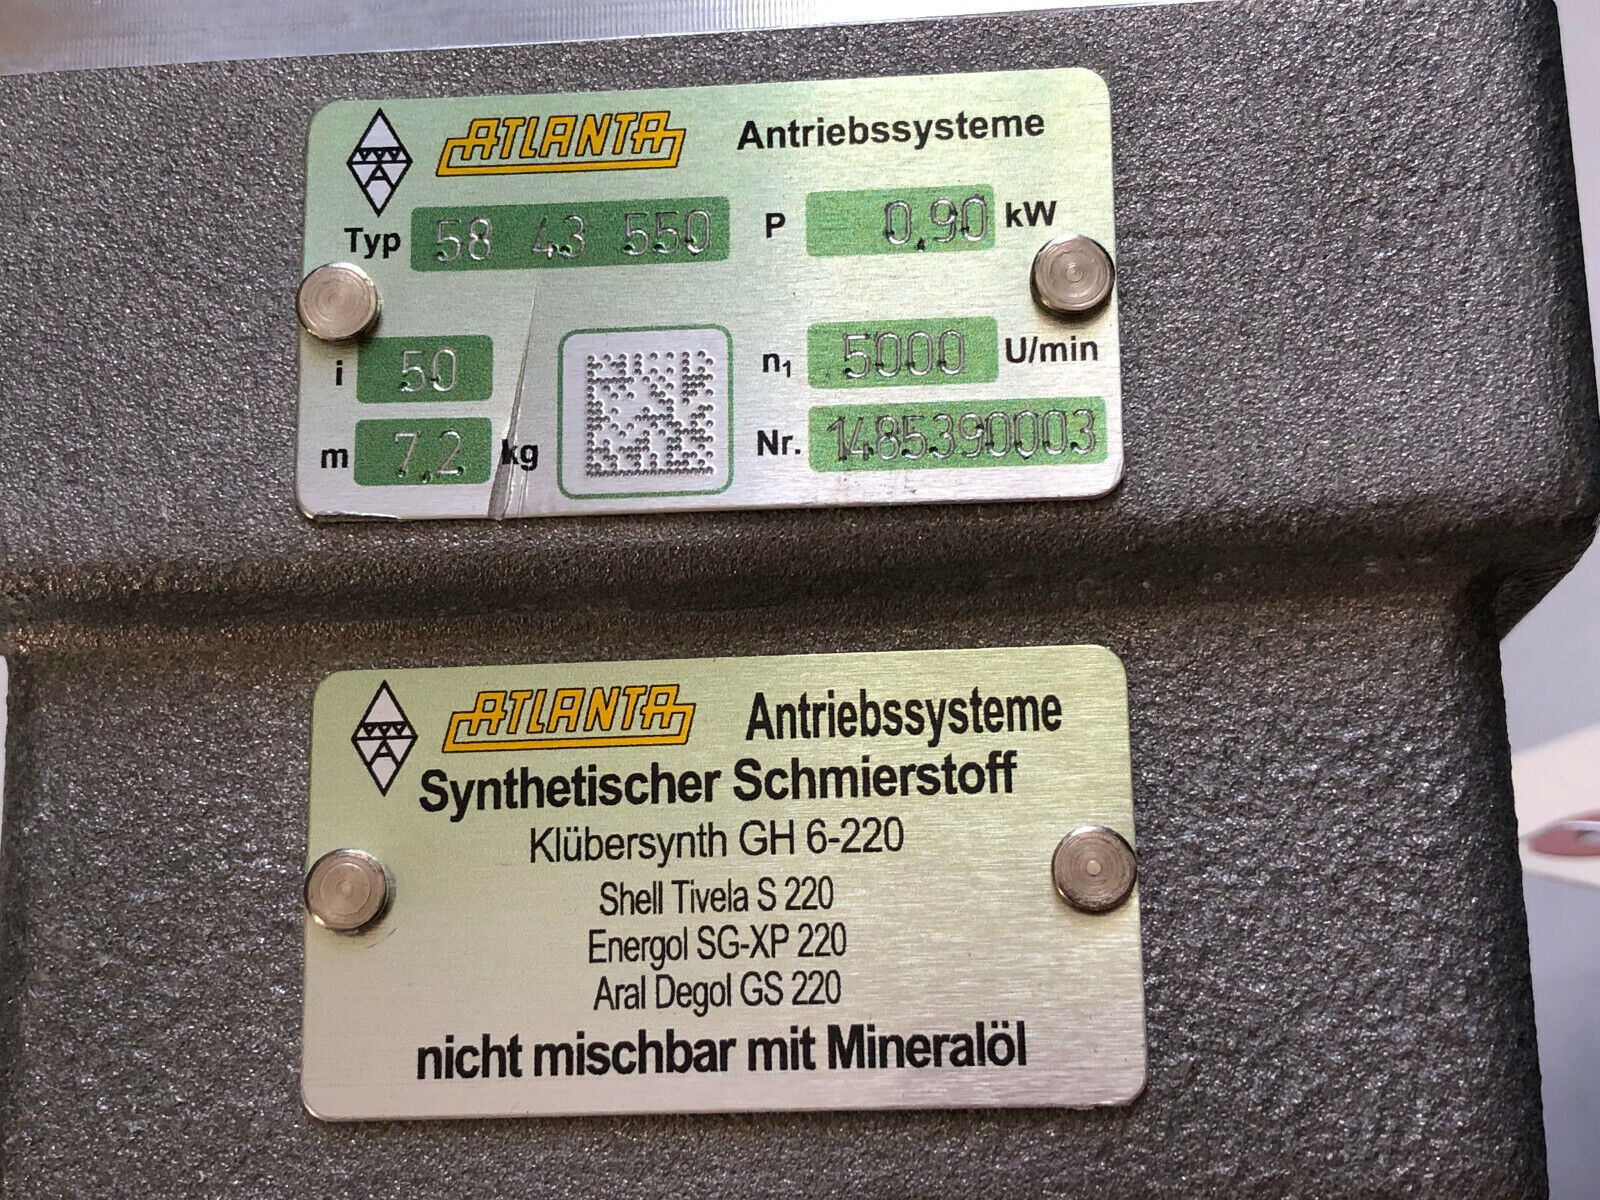 ATLANTA Antriebssysteme
Typ 58 43 550 P 0,90 kW
i 50 n1 5000 U/min
m 7,2 kg Nr. 1485390003
ATLANTA Antriebssysteme
Synthetischer Schmierstoff
Klübersynth GH 6-220
Shell Tivela S 220
Energol SG-XP 220
Aral Degol GS 220
nicht mischbar mit Mineralöl